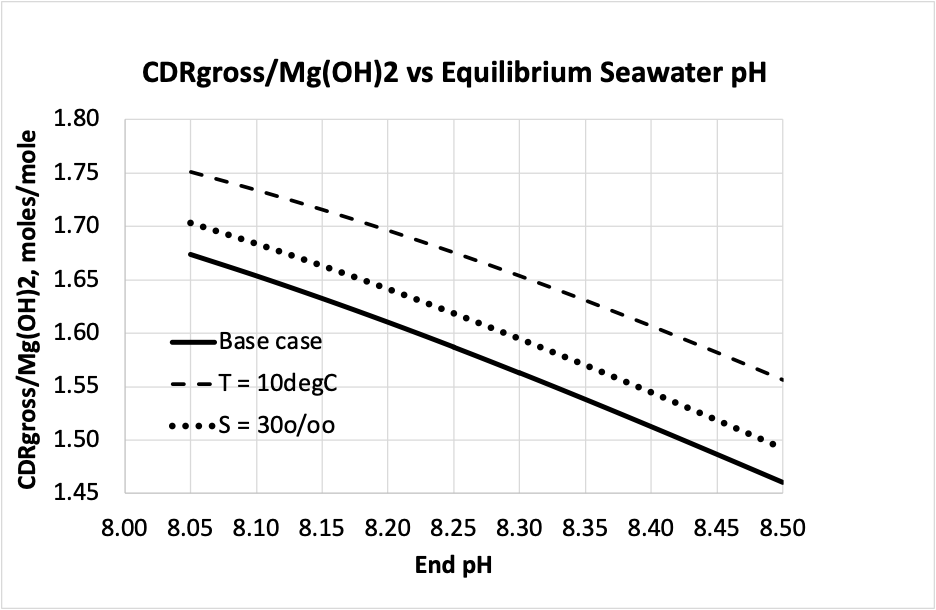 CDRgross/Mg(OH)2 vs Equilibrium Seawater pH
CDRgross/Mg(OH)2, moles/mole
1.80
1.75
1.70
1.65
1.60
1.55
1.50
1.45
Base case
T = 10degC
S = 30o/oo
8.00 8.05 8.10 8.15 8.20 8.25 8.30 8.35 8.40 8.45 8.50
End pH